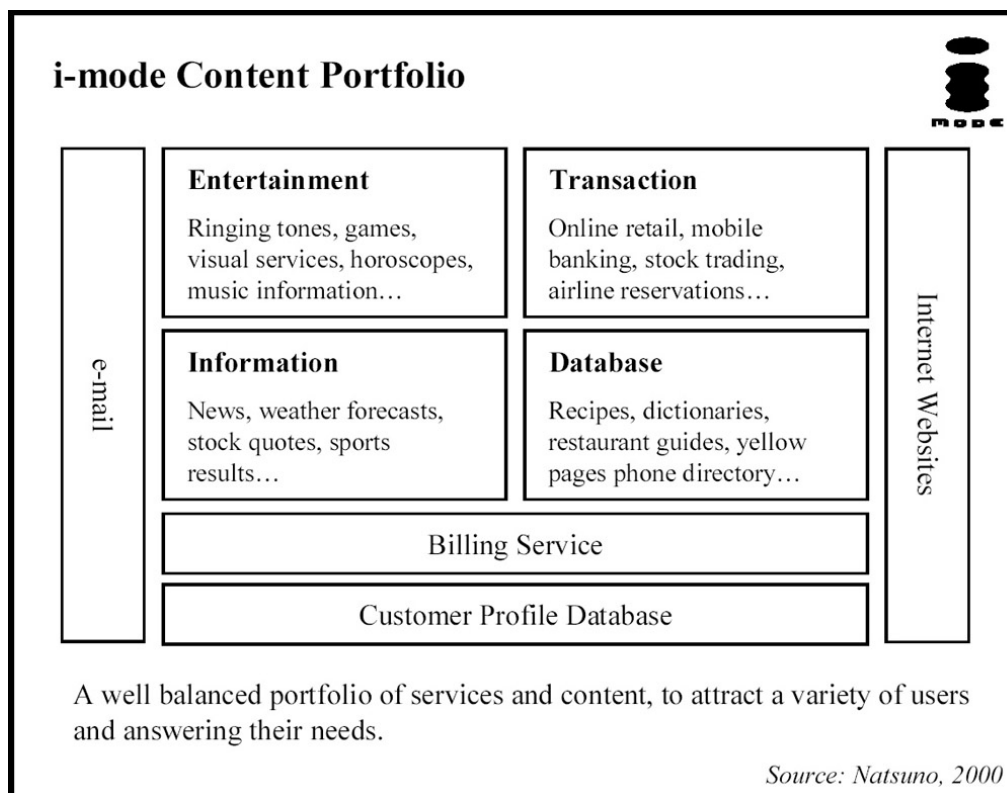 i-mode Content Portfolio
MODE
e-mail
Entertainment
Ringing tones, games,
visual services, horoscopes,
music information…
Transaction
Online retail, mobile
banking, stock trading,
airline reservations…
Information
News, weather forecasts,
stock quotes, sports
results…
Database
Recipes, dictionaries,
restaurant guides, yellow
pages phone directory…
Internet Websites
Billing Service
Customer Profile Database
A well balanced portfolio of services and content, to attract a variety of users
and answering their needs.
Source: Natsuno, 2000